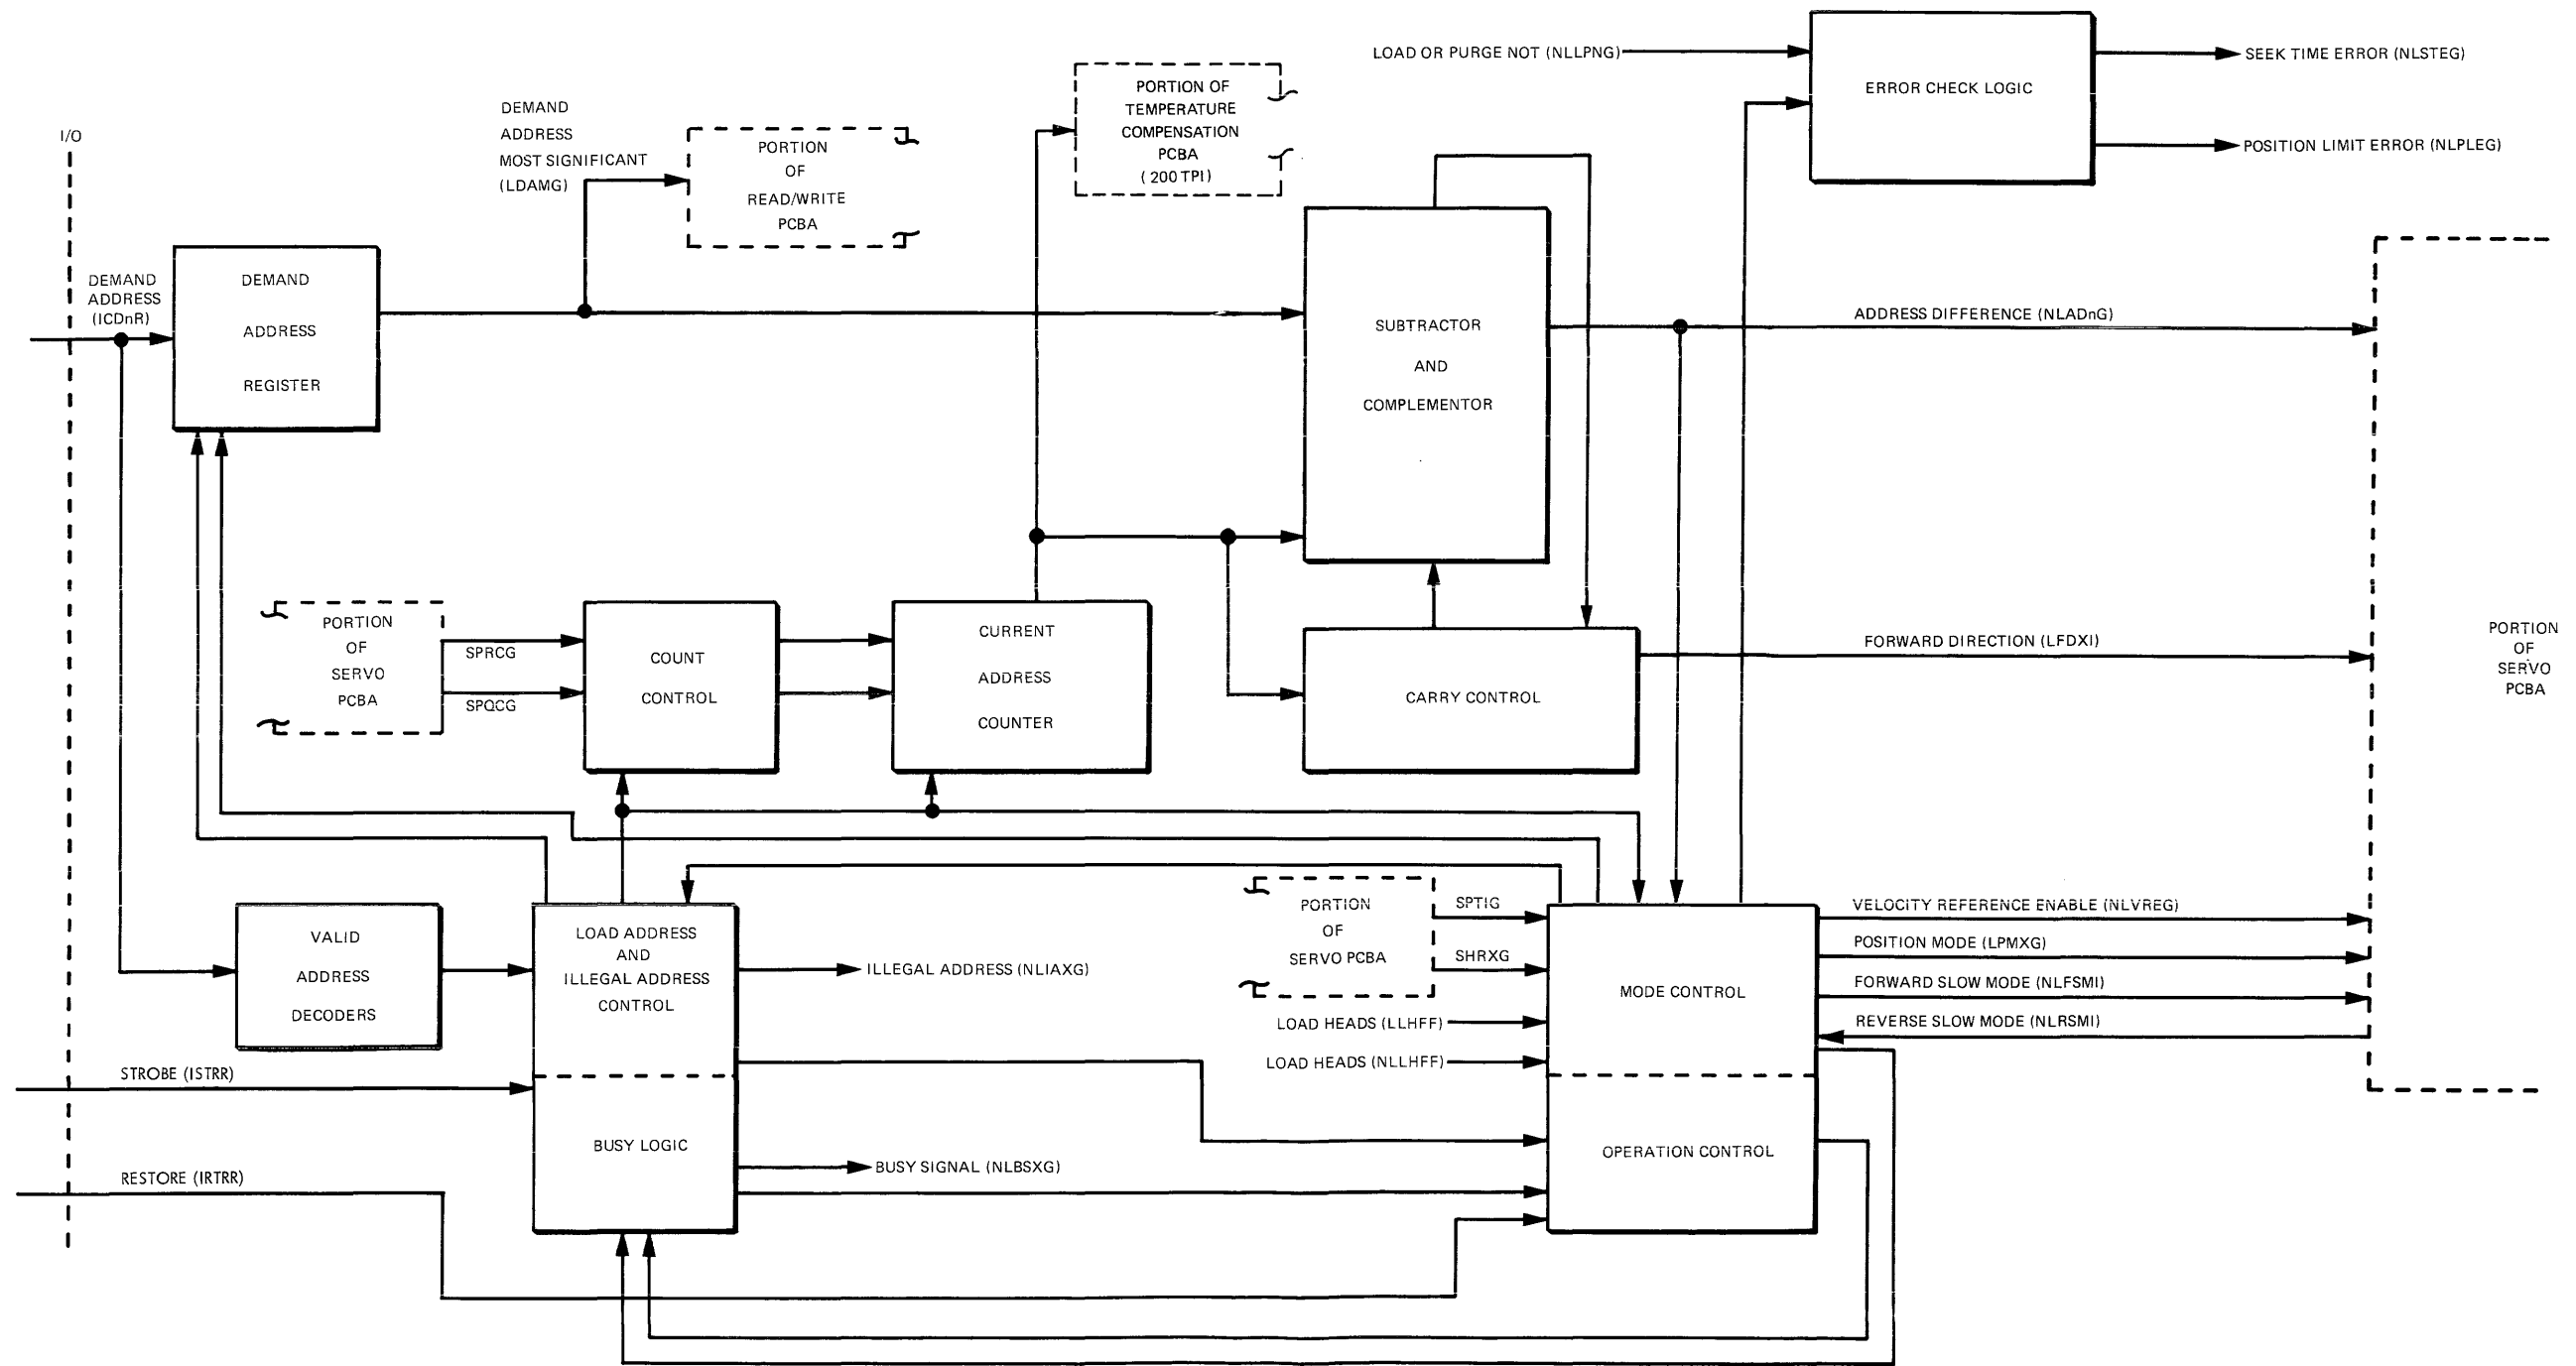 I/O
DEMAND
ADDRESS
MOST SIGNIFICANT
(LDAMG)
PORTION
OF
READ/WRITE
PCBA
PORTION OF
TEMPERATURE
COMPENSATION
PCBA
( 200 TPI)
LOAD OR PURGE NOT (NLLPNG)
ERROR CHECK LOGIC
SEEK TIME ERROR (NLSTEG)
POSITION LIMIT ERROR (NLPLEG)
DEMAND
ADDRESS
(ICDnR)
DEMAND
ADDRESS
REGISTER
SUBTRACTOR
AND
COMPLEMENTOR
ADDRESS DIFFERENCE (NLADnG)
PORTION
OF
SERVO
PCBA
SPRCG
SPQCG
COUNT
CONTROL
CURRENT
ADDRESS
COUNTER
CARRY CONTROL
FORWARD DIRECTION (LFDXI)
PORTION
OF
SERVO
PCBA
VALID
ADDRESS
DECODERS
LOAD ADDRESS
AND
ILLEGAL ADDRESS
CONTROL
ILLEGAL ADDRESS (NLIAXG)
PORTION
OF
SERVO PCBA
SPTIG
SHRXG
LOAD HEADS (LLHFF)
LOAD HEADS (NLLHFF)
MODE CONTROL
VELOCITY REFERENCE ENABLE (NLVREG)
POSITION MODE (LPMXG)
FORWARD SLOW MODE (NLFSMI)
REVERSE SLOW MODE (NLRSMI)
STROBE (ISTRR)
BUSY LOGIC
BUSY SIGNAL (NLBSXG)
OPERATION CONTROL
RESTORE (IRTRR)